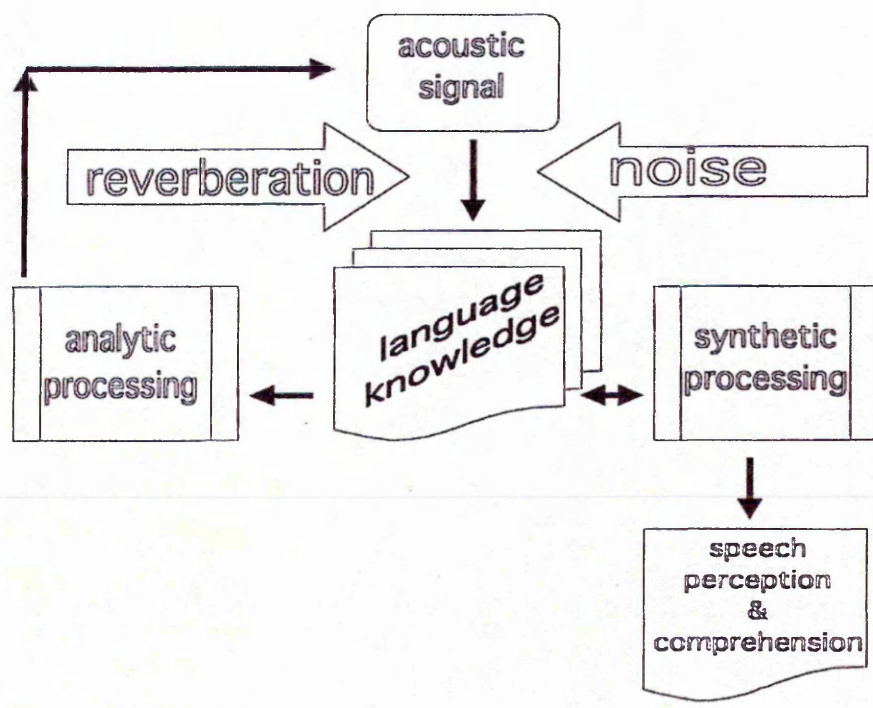 acoustic
signal
reverberation
noise
language
knowledge
analytic
processing
synthetic
processing
speech
perception
&
comprehension